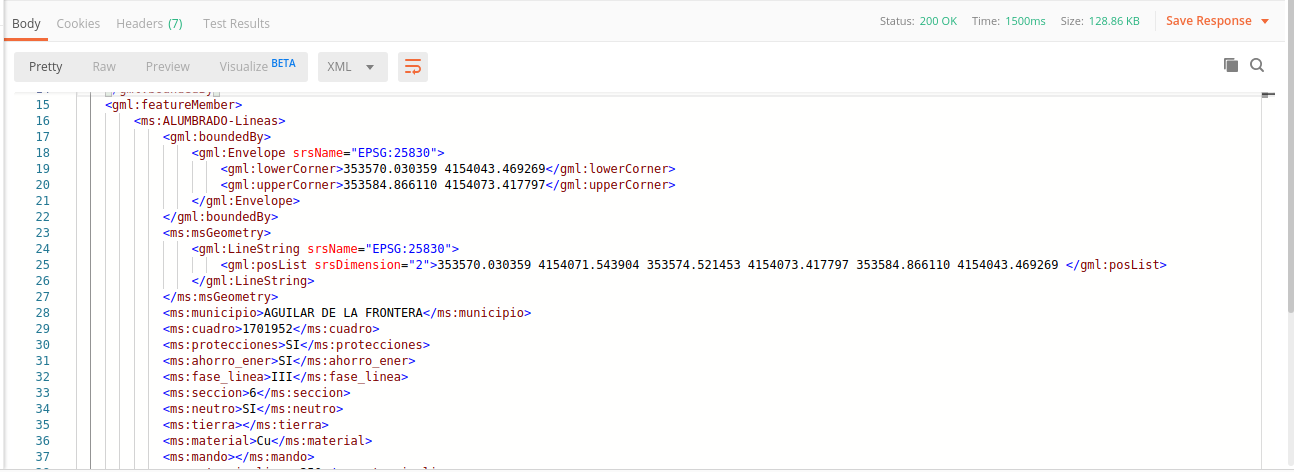 Body Cookies Headers (7) Test Results Status: 200 OK Time: 1500ms Size: 128.86 KB Save Response
Pretty Raw Preview Visualize BETA XML
15 <gml:featureMember>
16 <ms:ALUMBRADO-Lineas>
17 <gml:boundedBy>
18 <gml:Envelope srsName="EPSG:25830">
19 <gml:lowerCorner>353570.030359 4154043.469269</gml:lowerCorner>
20 <gml:upperCorner>353584.866110 4154073.417797</gml:upperCorner>
21 </gml:Envelope>
22 </gml:boundedBy>
23 <ms:msGeometry>
24 <gml:LineString srsName="EPSG:25830">
25 <gml:posList srsDimension="2">353570.030359 4154071.543904 353574.521453 4154073.417797 353584.866110 4154043.469269 </gml:posList>
26 </gml:LineString>
27 </ms:msGeometry>
28 <ms:municipio>AGUILAR DE LA FRONTERA</ms:municipio>
29 <ms:cuadro>1701952</ms:cuadro>
30 <ms:protecciones>SI</ms:protecciones>
31 <ms:ahorro_ener>SI</ms:ahorro_ener>
32 <ms:fase_linea>III</ms:fase_linea>
33 <ms:seccion>6</ms:seccion>
34 <ms:neutro>SI</ms:neutro>
35 <ms:tierra></ms:tierra>
36 <ms:material>Cu</ms:material>
37 <ms:mando></ms:mando>